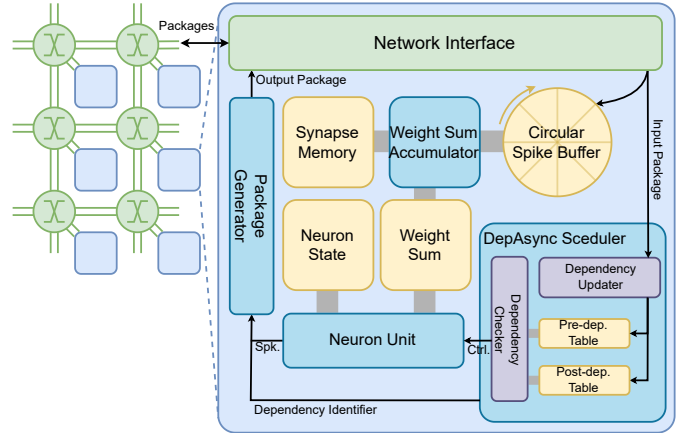 Packages
Network Interface
Output Package
Input Package
Synapse
Memory
Weight Sum
Accumulator
Circular
Spike Buffer
Package
Generator
Neuron
State
Weight
Sum
DepAsync Sceduler
Dependency
Updater
Dependency
Checker
Pre-dep.
Table
Post-dep.
Table
Neuron Unit
Spk.
Ctrl.
Dependency Identifier